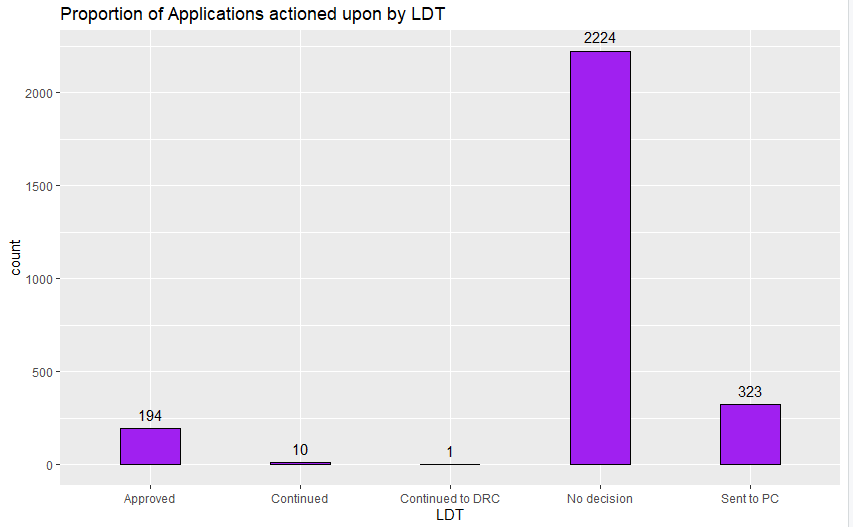 Proportion of Applications actioned upon by LDT
2224
2000
1500
count
1000
500
323
194
10
1
0
Approved Continued Continued to DRC No decision Sent to PC
LDT